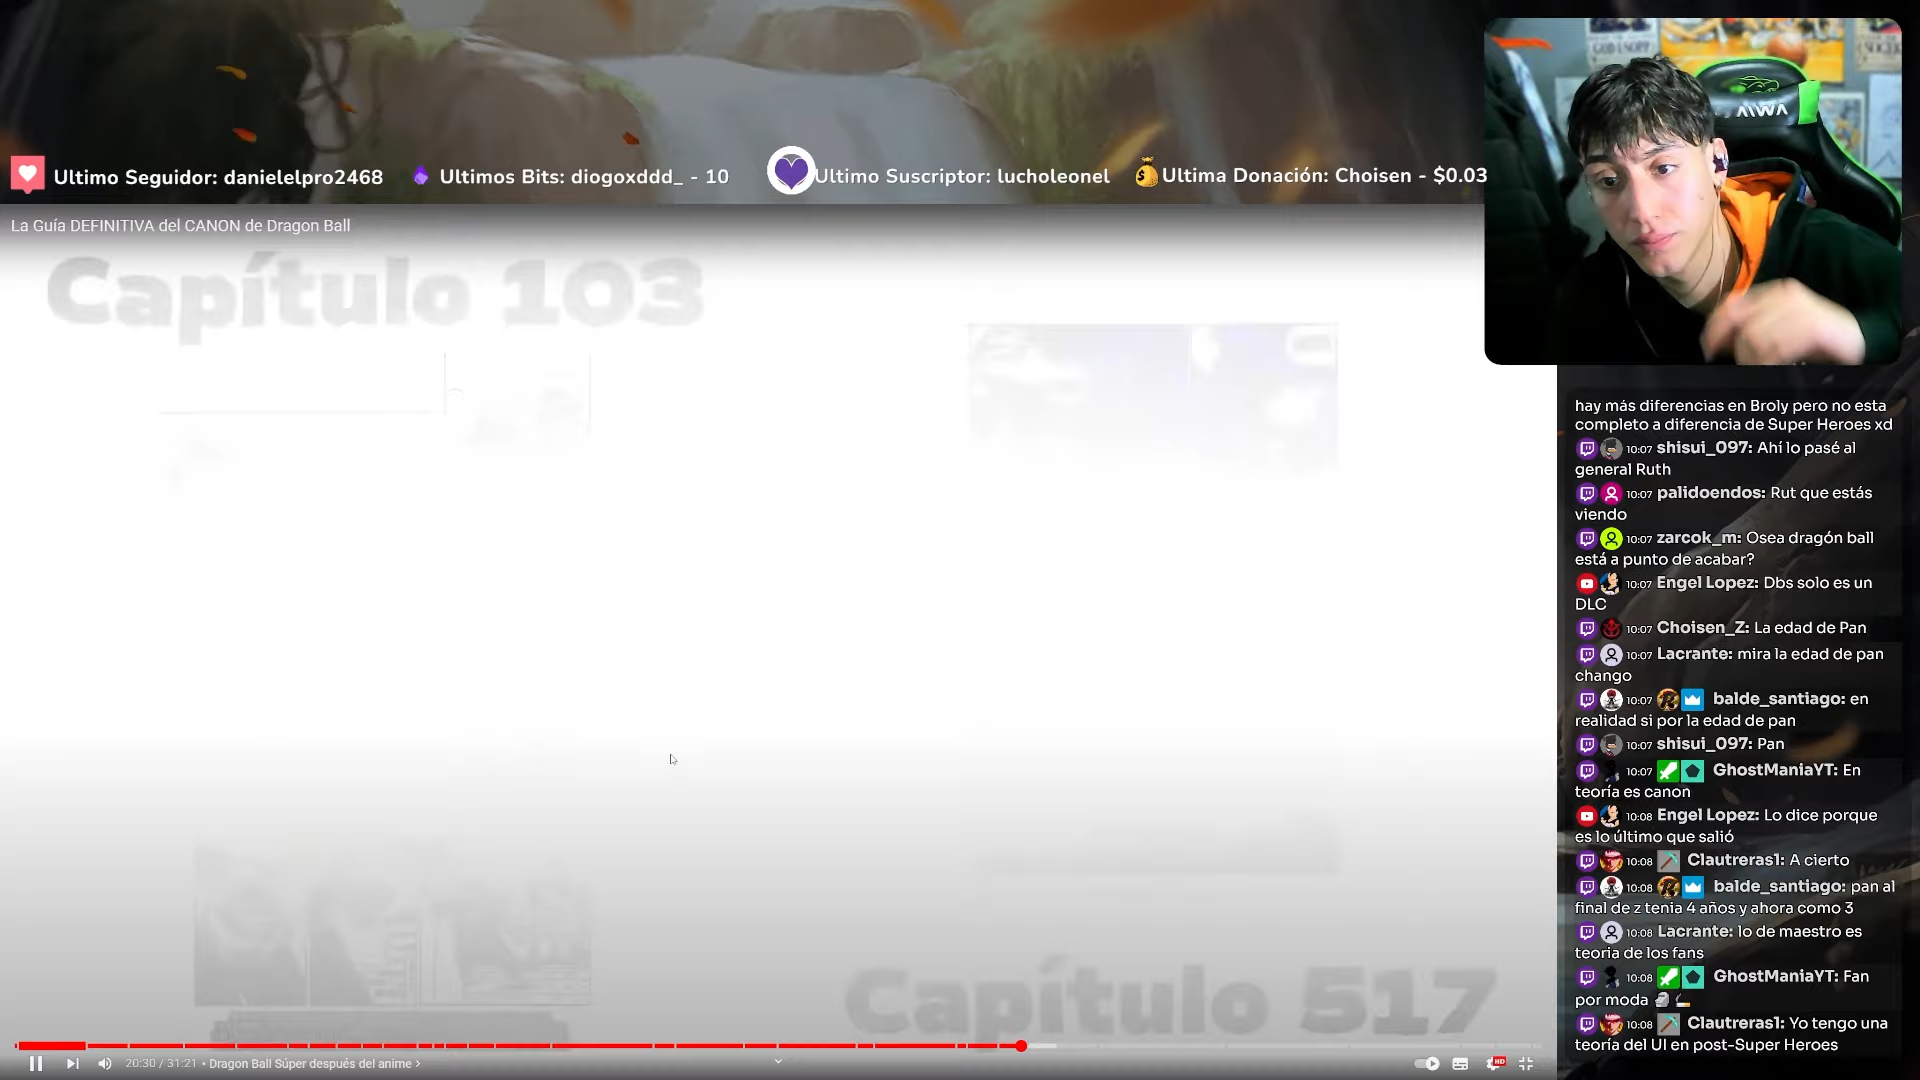 Ultimo Seguidor: danielelpro2468
Ultimos Bits: diogoxddd_ - 10
Ultimo Suscriptor: lucholeonel
Ultima Donación: Choisen - $0.03
AIWA
La Guía DEFINITIVA del CANON de Dragon Ball
Capítulo 103
Capítulo 517
20:30 / 31:21 • Dragon Ball Súper después del anime >
HD
hay más diferencias en Broly pero no esta
completo a diferencia de Super Heroes xd
10:07 shisui_097: Ahí lo pasé al
general Ruth
10:07 palidoendos: Rut que estás
viendo
10:07 zarcok_m: Osea dragón ball
está a punto de acabar?
10:07 Engel Lopez: Dbs solo es un
DLC
10:07 Choisen_Z: La edad de Pan
10:07 Lacrante: mira la edad de pan
chango
10:07 balde_santiago: en
realidad si por la edad de pan
10:07 shisui_097: Pan
10:07 GhostManiaYT: En
teoría es canon
10:08 Engel Lopez: Lo dice porque
es lo último que salió
10:08 Clautreras1: A cierto
10:08 balde_santiago: pan al
final de z tenia 4 años y ahora como 3
10:08 Lacrante: lo de maestro es
teoria de los fans
10:08 GhostManiaYT: Fan
por moda 🗿🚬
10:08 Clautreras1: Yo tengo una
teoría del UI en post-Super Heroes